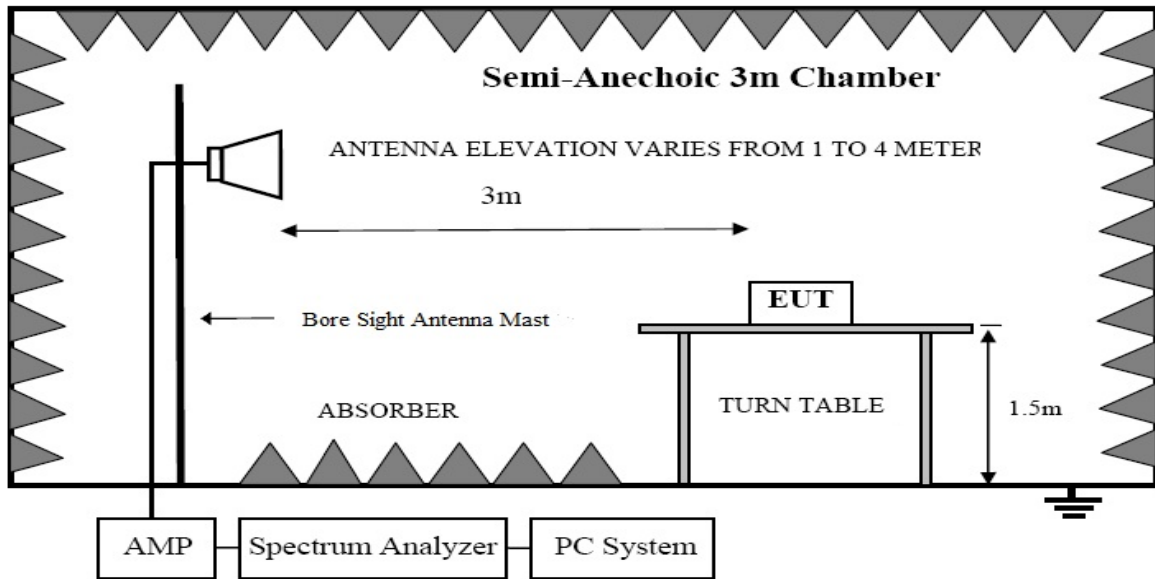 Semi-Anechoic 3m Chamber
ANTENNA ELEVATION VARIES FROM 1 TO 4 METER
3m
EUT
Bore Sight Antenna Mast
ABSORBER
TURN TABLE
1.5m
AMP
Spectrum Analyzer
PC System